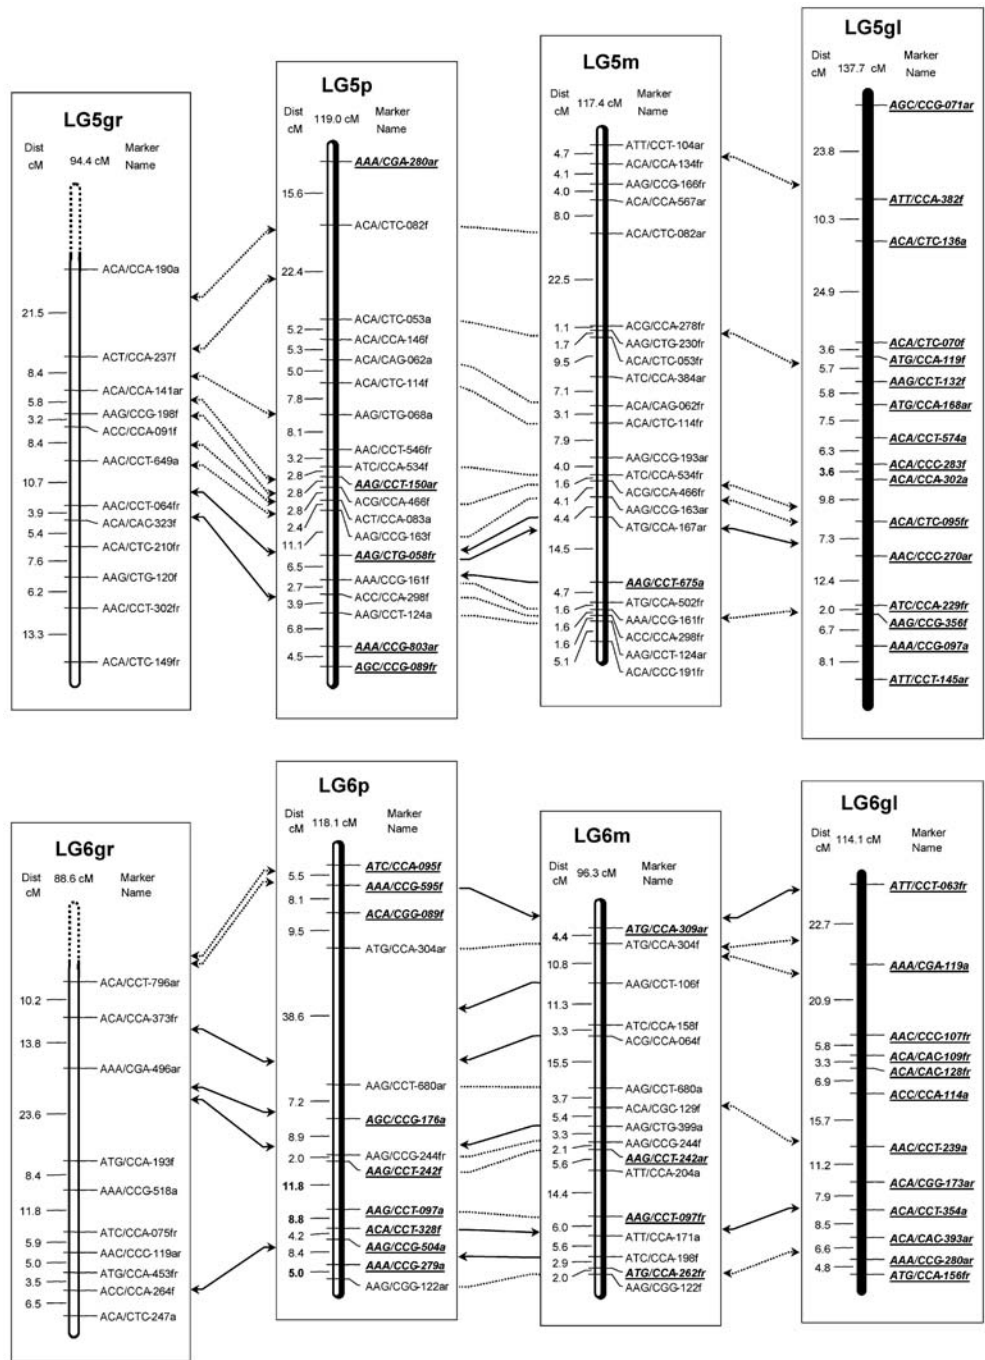 LG5gr
Dist
cM
94.4 cM
Marker
Name
ACA/CCA-190a
21.5
ACT/CCA-237f
8.4
ACA/CCA-141ar
5.8
AAG/CCG-198f
3.2
ACC/CCA-091f
8.4
AAC/CCT-649a
10.7
AAC/CCT-064fr
3.9
ACA/CAC-323f
5.4
ACA/CTC-210fr
7.6
AAG/CTG-120f
6.2
AAC/CCT-302fr
13.3
ACA/CTC-149fr
LG5p
Dist
cM
119.0 cM
Marker
Name
AAA/CGA-280ar
15.6
ACA/CTC-082f
22.4
ACA/CTC-053a
5.2
ACA/CCA-146f
5.3
ACA/CAG-062a
5.0
ACA/CTC-114f
7.8
AAG/CTG-068a
8.1
AAC/CCT-546fr
3.2
ATC/CCA-534f
2.8
AAG/CCT-150ar
2.8
ACG/CCA-466f
2.8
ACT/CCA-083a
2.4
AAG/CCG-163f
11.1
AAG/CTG-058fr
6.5
AAA/CCG-161f
2.7
ACC/CCA-298f
3.9
AAG/CCT-124a
6.8
AAA/CCG-803ar
4.5
AGC/CCG-089fr
LG5m
Dist
cM
117.4 cM
Marker
Name
ATT/CCT-104ar
4.7
ACA/CCA-134fr
4.1
AAG/CCG-166fr
4.0
ACA/CCA-567ar
8.0
ACA/CTC-082ar
22.5
ACG/CCA-278fr
1.1
AAG/CTG-230fr
1.7
ACA/CTC-053fr
9.5
ATC/CCA-384ar
7.1
ACA/CAG-062fr
3.1
ACA/CTC-114fr
7.9
AAG/CCG-193ar
4.0
ATC/CCA-534fr
1.6
ACG/CCA-466fr
4.1
AAG/CCG-163ar
4.4
ATG/CCA-167ar
14.5
AAG/CCT-675a
4.7
ATG/CCA-502fr
1.6
AAA/CCG-161fr
1.6
ACC/CCA-298fr
1.6
AAG/CCT-124ar
5.1
ACA/CCC-191fr
LG5gl
Dist
cM
137.7 cM
Marker
Name
AGC/CCG-071ar
23.8
ATT/CCA-382f
10.3
ACA/CTC-136a
24.9
ACA/CTC-070f
3.6
ATG/CCA-119f
5.7
AAG/CCT-132f
5.8
ATG/CCA-168ar
7.5
ACA/CCT-574a
6.3
ACA/CCC-283f
3.6
ACA/CCA-302a
9.8
ACA/CTC-095fr
7.3
AAC/CCC-270ar
12.4
ATC/CCA-229fr
2.0
AAG/CCG-356f
6.7
AAA/CCG-097a
8.1
ATT/CCT-145ar
LG6gr
Dist
cM
88.6 cM
Marker
Name
ACA/CCT-796ar
10.2
ACA/CCA-373fr
13.8
AAA/CGA-496ar
23.6
ATG/CCA-193f
8.4
AAA/CCG-518a
11.8
ATC/CCA-075fr
5.9
AAC/CCC-119ar
5.0
ATG/CCA-453fr
3.5
ACC/CCA-264f
6.5
ACA/CTC-247a
LG6p
Dist
cM
118.1 cM
Marker
Name
ATC/CCA-095f
5.5
AAA/CCG-595f
8.1
ACA/CGG-089f
9.5
ATG/CCA-304ar
38.6
AAG/CCT-680ar
7.2
AGC/CCG-176a
8.9
AAG/CCG-244fr
2.0
AAG/CCT-242f
11.8
AAG/CCT-097a
8.8
ACA/CCT-328f
4.2
AAG/CCG-504a
8.4
AAA/CCG-279a
5.0
AAG/CGG-122ar
LG6m
Dist
cM
96.3 cM
Marker
Name
ATG/CCA-309ar
4.4
ATG/CCA-304f
10.8
AAG/CCT-106f
11.3
ATC/CCA-158f
3.3
ACG/CCA-064f
15.5
AAG/CCT-680a
3.7
ACA/CGC-129f
5.4
AAG/CTG-399a
3.3
AAG/CCG-244f
2.1
AAG/CCT-242ar
5.6
ATT/CCA-204a
14.4
AAG/CCT-097fr
6.0
ATT/CCA-171a
5.6
ATC/CCA-198f
2.9
ATG/CCA-262fr
2.0
AAG/CGG-122f
LG6gl
Dist
cM
114.1 cM
Marker
Name
ATT/CCT-063fr
22.7
AAA/CGA-119a
20.9
AAC/CCC-107fr
5.8
ACA/CAC-109fr
3.3
ACA/CAC-128fr
6.9
ACC/CCA-114a
15.7
AAC/CCT-239a
11.2
ACA/CGG-173ar
7.9
ACA/CCT-354a
8.5
ACA/CAC-393ar
6.6
AAA/CCG-280ar
4.8
ATG/CCA-156fr